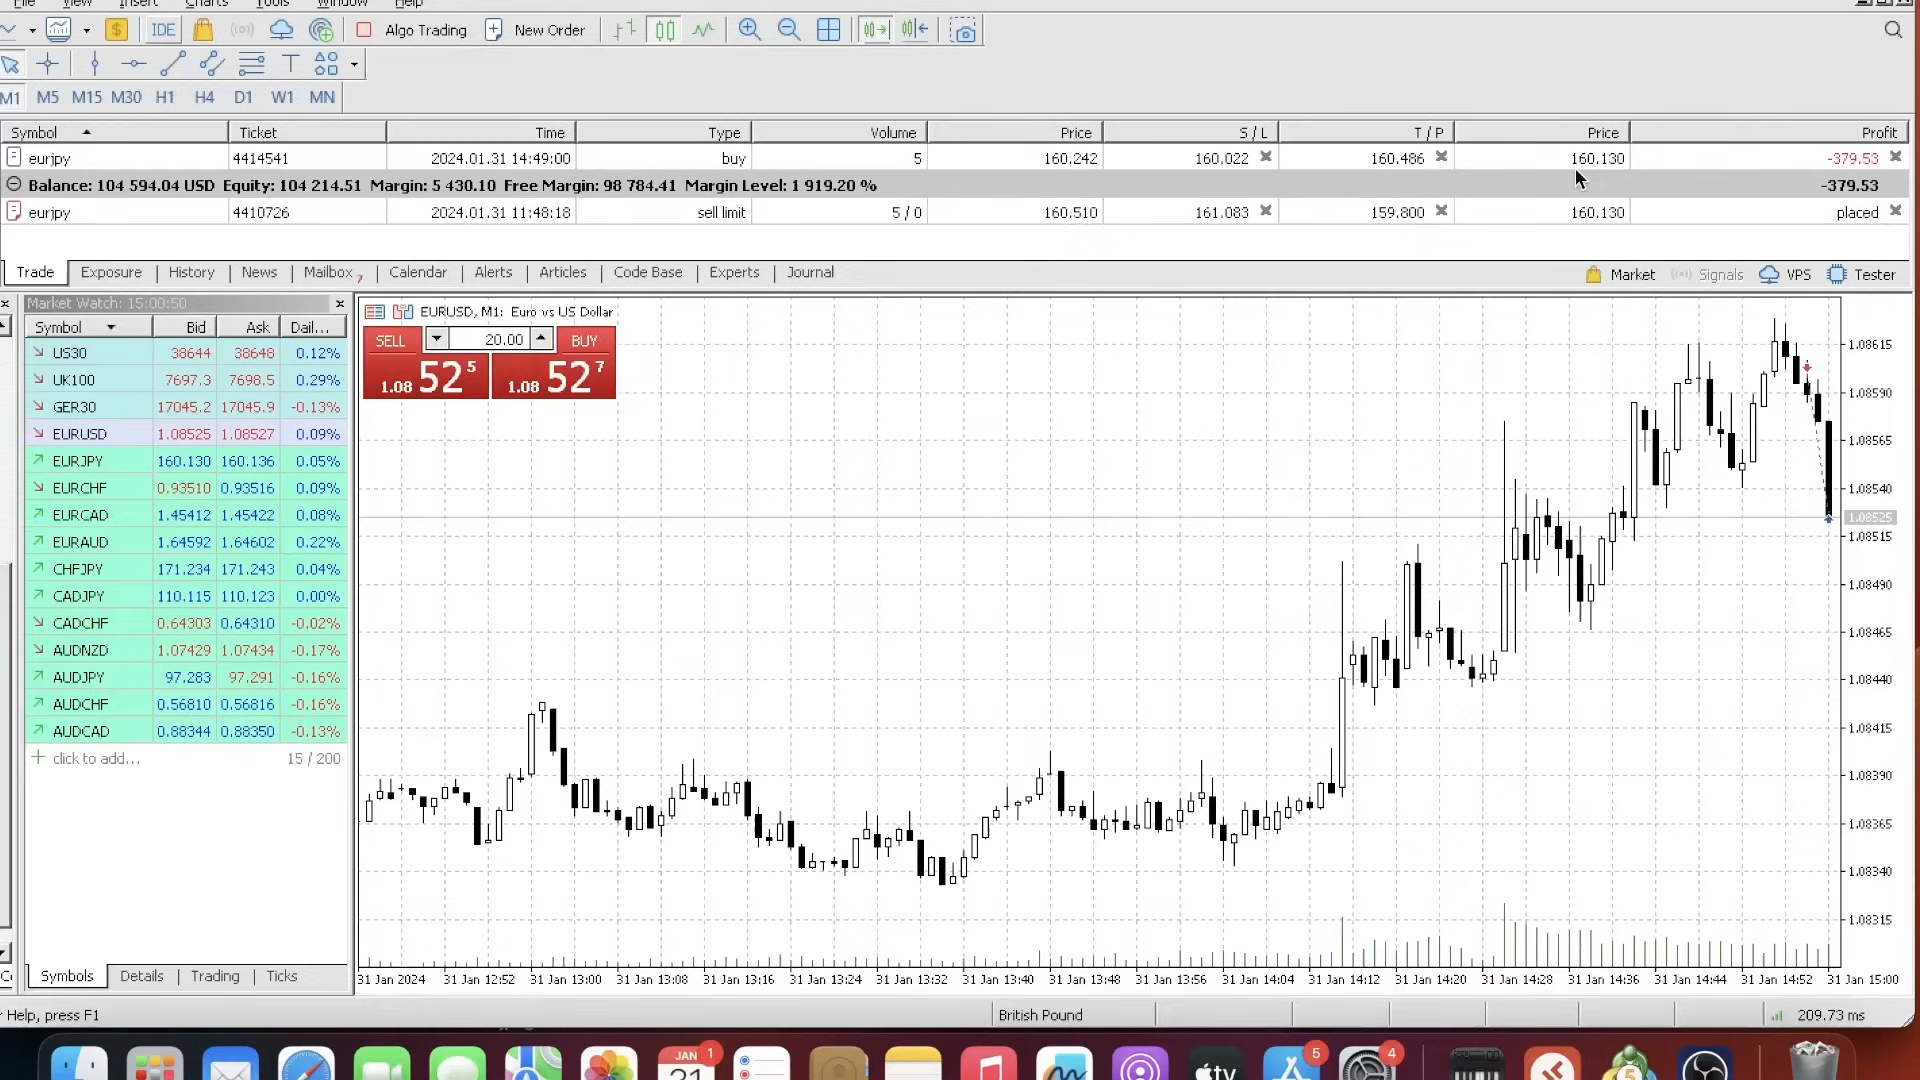 File View Insert Charts Tools Window Help
IDE Algo Trading New Order
M1 M5 M15 M30 H1 H4 D1 W1 MN
Symbol Ticket Time Type Volume Price S / L T / P Price Profit
eurjpy 4414541 2024.01.31 14:49:00 buy 5 160.242 160.022 160.486 160.130 -379.53
Balance: 104 594.04 USD Equity: 104 214.51 Margin: 5 430.10 Free Margin: 98 784.41 Margin Level: 1 919.20 % -379.53
eurjpy 4410726 2024.01.31 11:48:18 sell limit 5 / 0 160.510 161.083 159.800 160.130 placed
Trade Exposure History News Mailbox 7 Calendar Alerts Articles Code Base Experts Journal Market Signals VPS Tester
Market Watch: 15:00:50
Symbol Bid Ask Dail...
US30 38644 38648 0.12%
UK100 7697.3 7698.5 0.29%
GER30 17045.2 17045.9 -0.13%
EURUSD 1.08525 1.08527 0.09%
EURJPY 160.130 160.136 0.05%
EURCHF 0.93510 0.93516 0.09%
EURCAD 1.45412 1.45422 0.08%
EURAUD 1.64592 1.64602 0.22%
CHFJPY 171.234 171.243 0.04%
CADJPY 110.115 110.123 0.00%
CADCHF 0.64303 0.64310 -0.02%
AUDNZD 1.07429 1.07434 -0.17%
AUDJPY 97.283 97.291 -0.16%
AUDCHF 0.56810 0.56816 -0.16%
AUDCAD 0.88344 0.88350 -0.13%
click to add... 15 / 200
Symbols Details Trading Ticks
EURUSD, M1: Euro vs US Dollar
SELL 20.00 BUY
1.08 52 5 1.08 52 7
1.08615
1.08590
1.08565
1.08540
1.08525
1.08515
1.08490
1.08465
1.08440
1.08415
1.08390
1.08365
1.08340
1.08315
31 Jan 2024 31 Jan 12:52 31 Jan 13:00 31 Jan 13:08 31 Jan 13:16 31 Jan 13:24 31 Jan 13:32 31 Jan 13:40 31 Jan 13:48 31 Jan 13:56 31 Jan 14:04 31 Jan 14:12 31 Jan 14:20 31 Jan 14:28 31 Jan 14:36 31 Jan 14:44 31 Jan 14:52 31 Jan 15:00
Help, press F1 British Pound 209.73 ms
JAN 1 5 4
tv 5